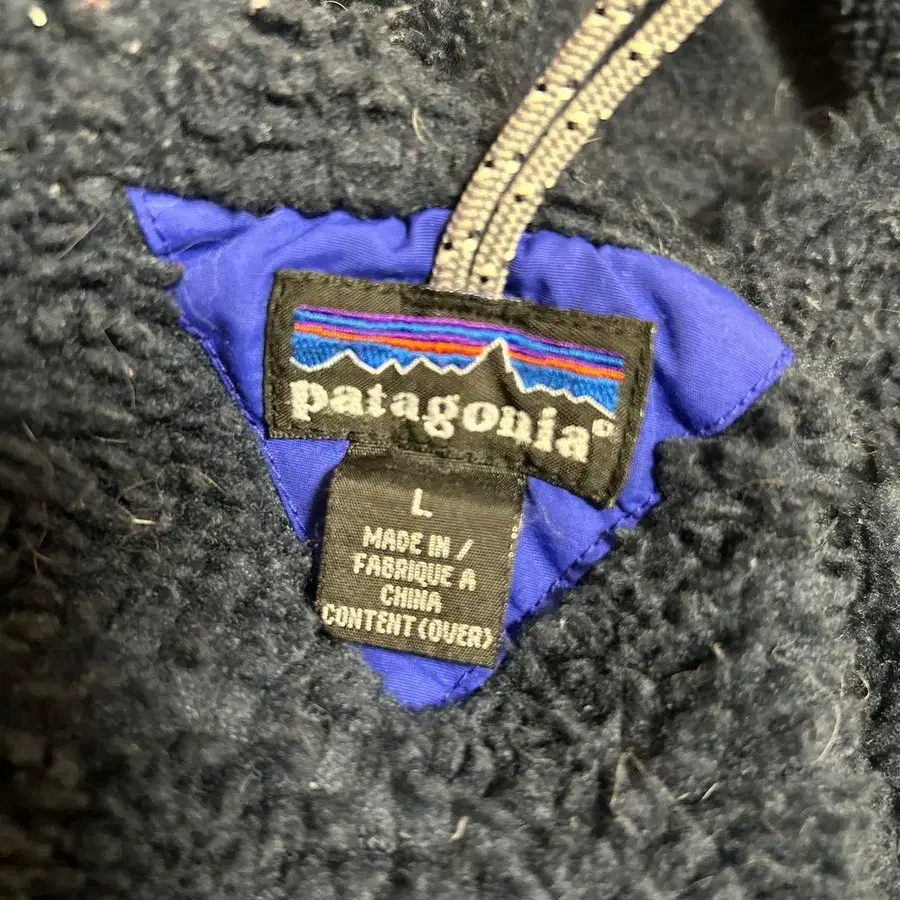 patagonia®
L
MADE IN /
FABRIQUE A
CHINA
CONTENT (OVER)